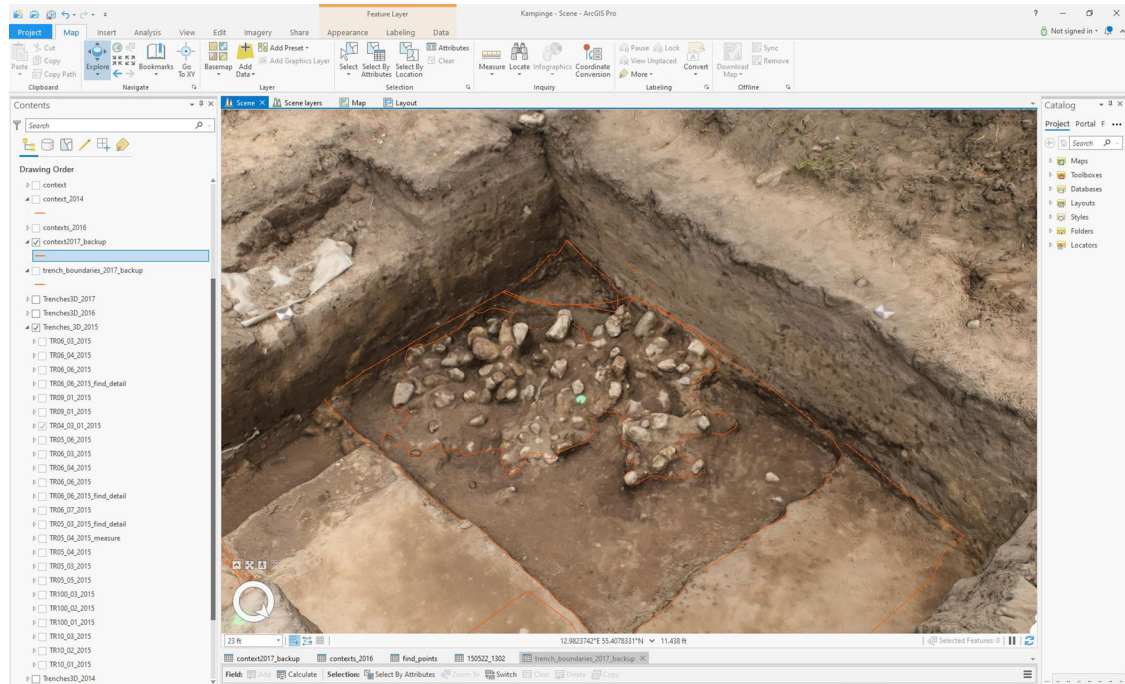 Kampinge - Scene - ArcGIS Pro
Feature Layer
Project Map Insert Analysis View Edit Imagery Share Appearance Labeling Data
Not signed in
Paste
Cut
Copy
Copy Path
Clipboard
Explore
Bookmarks
Go To XY
Navigate
Basemap
Add Data
Add Preset
Add Graphics Layer
Layer
Select
Select By Attributes
Select By Location
Attributes
Clear
Selection
Measure
Locate
Infographics
Coordinate Conversion
Inquiry
Pause
Lock
View Unplaced
More
Convert
Labeling
Download Map
Sync
Remove
Offline
Contents
Search
Drawing Order
context
context_2014
contexts_2016
context2017_backup
trench_boundaries_2017_backup
Trenches3D_2017
Trenches3D_2016
Trenches_3D_2015
TR06_03_2015
TR06_04_2015
TR06_06_2015
TR06_06_2015_find_detail
TR09_01_2015
TR09_01_2015
TR04_03_01_2015
TR05_06_2015
TR06_03_2015
TR06_04_2015
TR06_06_2015
TR06_06_2015_find_detail
TR06_07_2015
TR05_03_2015_find_detail
TR05_04_2015_measure
TR05_04_2015
TR05_03_2015
TR05_05_2015
TR100_03_2015
TR100_02_2015
TR100_01_2015
TR10_03_2015
TR10_02_2015
TR10_01_2015
Trenches3D_2014
Scene Scene layers Map Layout
23 ft
12.9823742°E 55.4078331°N 11.438 ft
Selected Features: 0
context2017_backup contexts_2016 find_points 150522_1302 trench_boundaries_2017_backup
Field: Add Calculate Selection: Select By Attributes Zoom To Switch Clear Delete Copy
Catalog
Project Portal F
Search
Maps
Toolboxes
Databases
Layouts
Styles
Folders
Locators